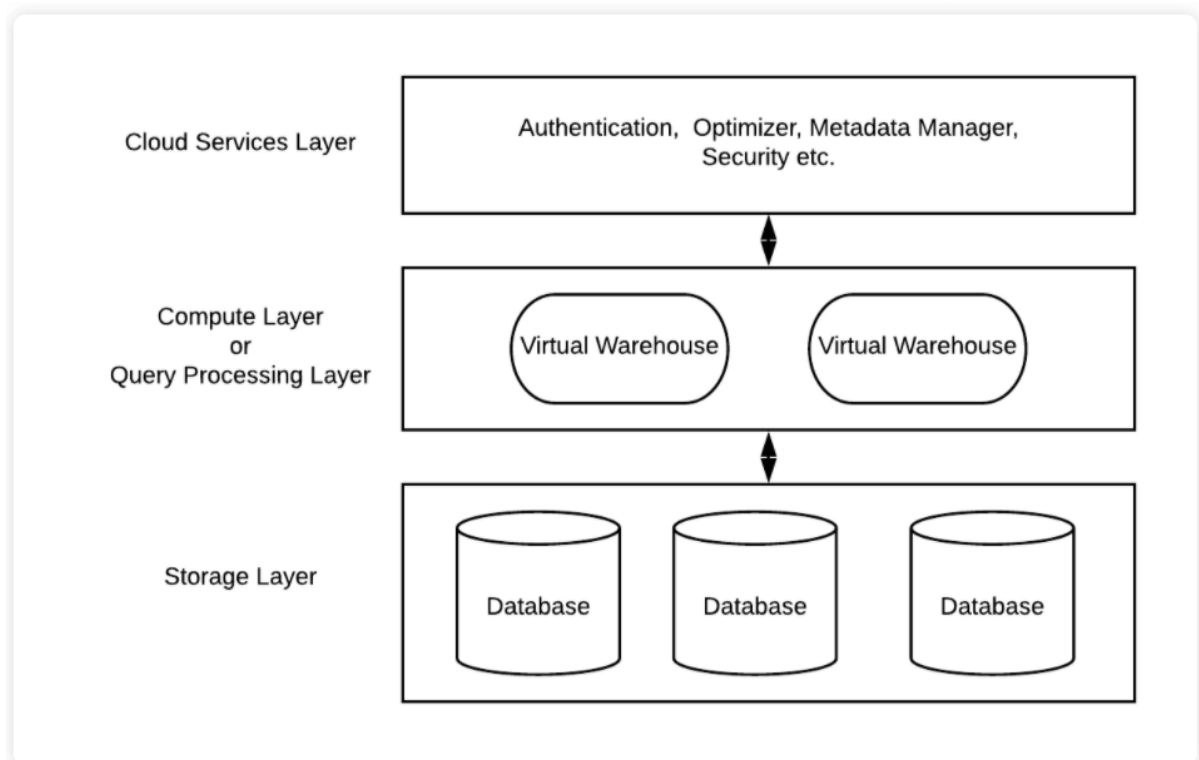 Cloud Services Layer
Authentication,  Optimizer, Metadata Manager,
Security etc.
Compute Layer
or
Query Processing Layer
Virtual Warehouse
Virtual Warehouse
Storage Layer
Database
Database
Database